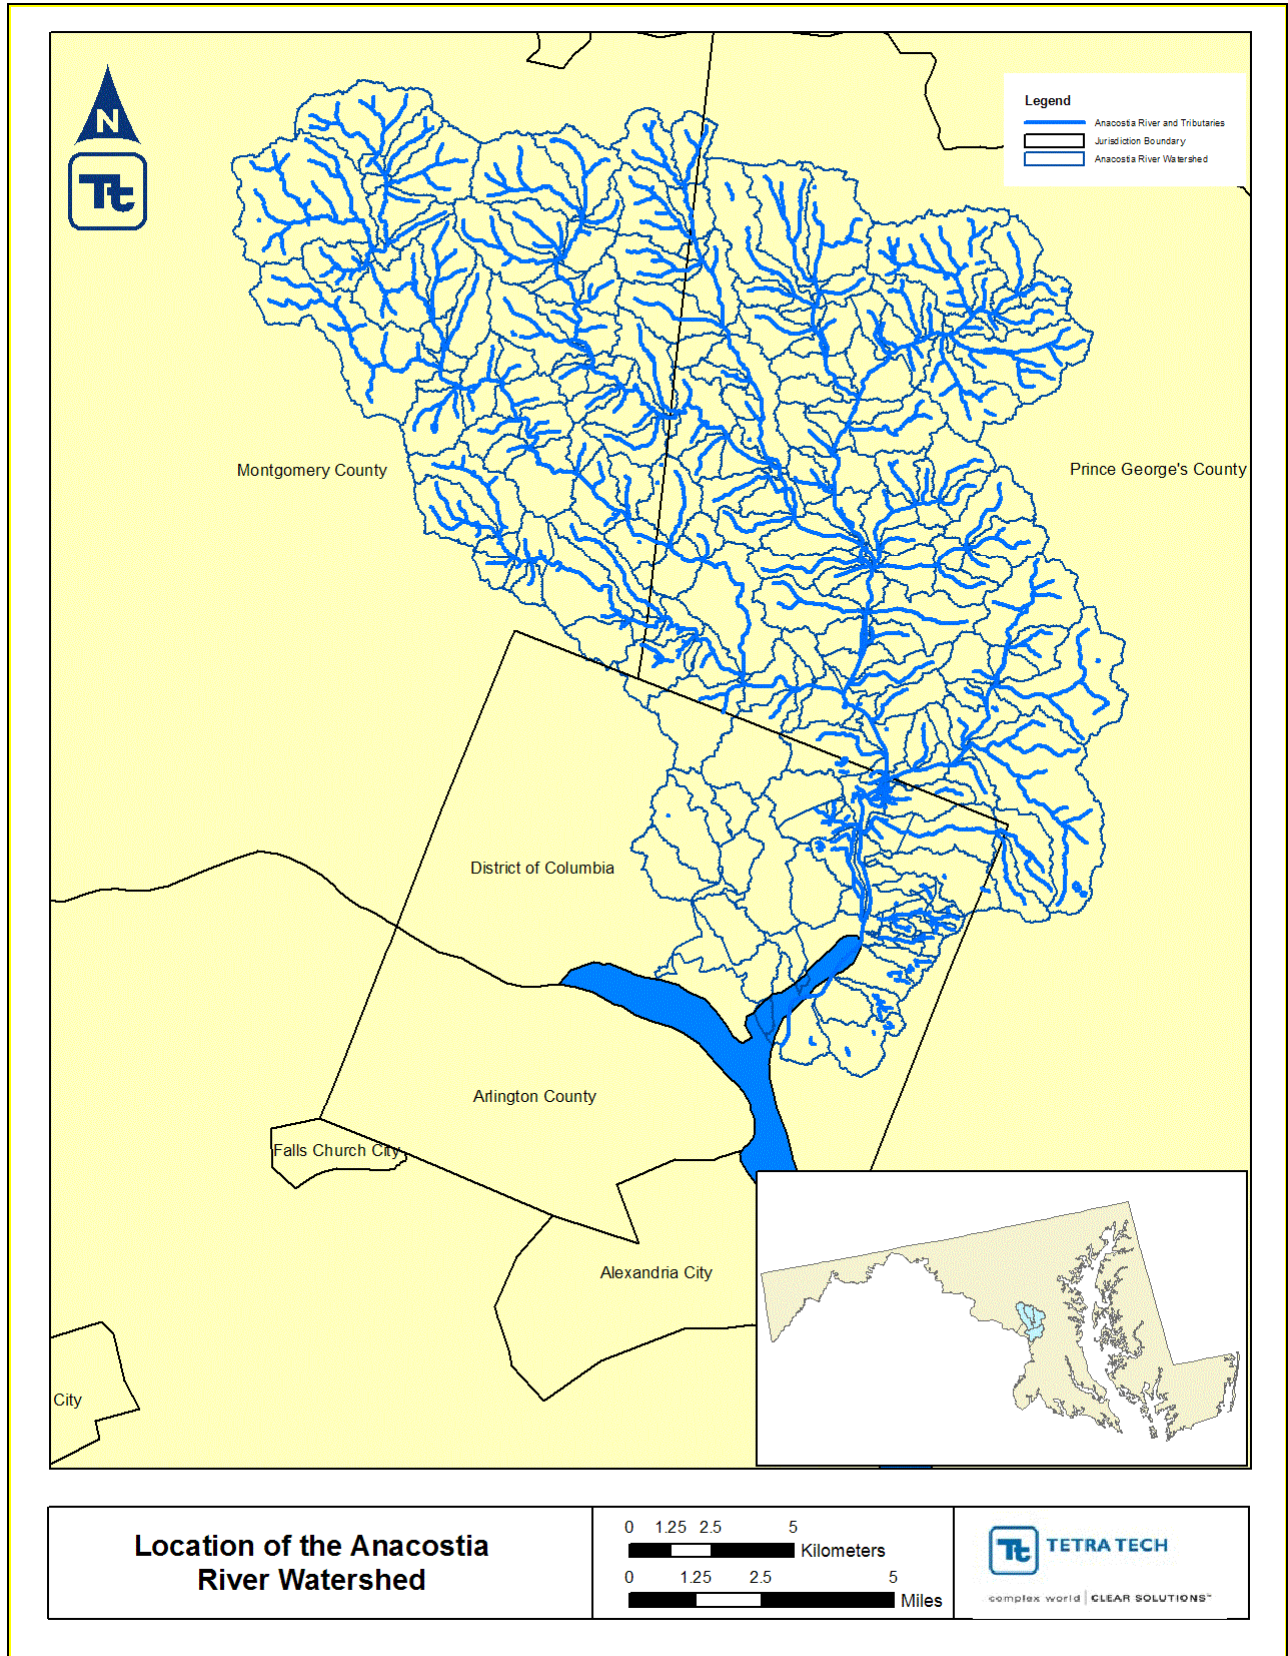 N
Tt
Legend
Anacostia River and Tributaries
Jurisdiction Boundary
Anacostia River Watershed
Montgomery County
Prince George's County
District of Columbia
Arlington County
Falls Church City
Alexandria City
City
Location of the Anacostia
River Watershed
0 1.25 2.5 5
Kilometers
0 1.25 2.5 5
Miles
Tt TETRA TECH
complex world | CLEAR SOLUTIONS™